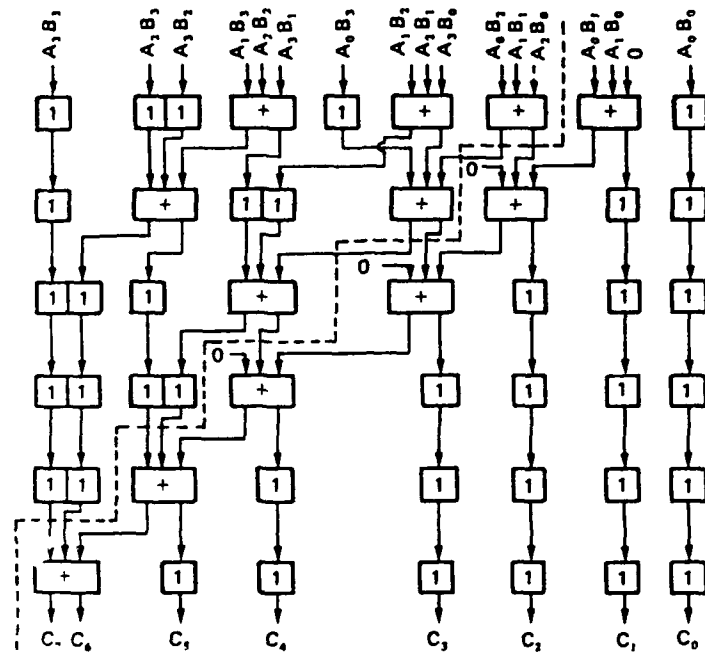 A₃B₃ A₂B₃ A₃B₂ A₁B₃ A₂B₂ A₃B₁ A₀B₃ A₁B₂ A₂B₁ A₃B₀ A₀B₂ A₁B₁ A₂B₀ A₀B₁ A₁B₀ 0 A₀B₀
1 1 1 + 1 + + + 1
0
1 + 1 1 + + 1 1
0
1 1 1 + + 1 1 1
0
1 1 1 1 + 1 1 1 1
1 1 + 1 1 1 1 1
+ 1 1 1 1 1 1
C₆ C₅ C₄ C₃ C₂ C₁ C₀